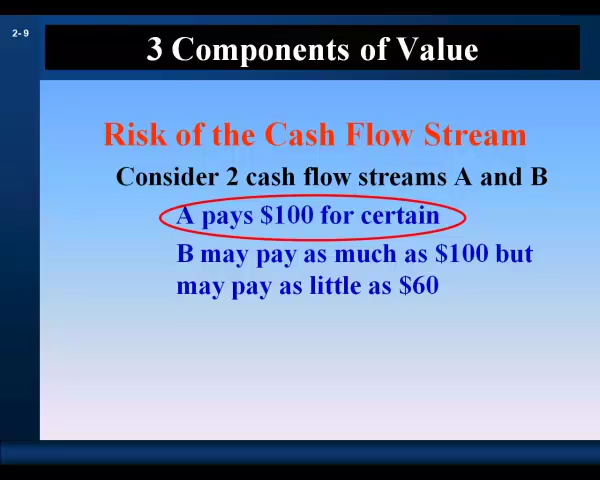 2-9
3 Components of Value
Risk of the Cash Flow Stream
Consider 2 cash flow streams A and B
A pays $100 for certain
B may pay as much as $100 but
may pay as little as $60